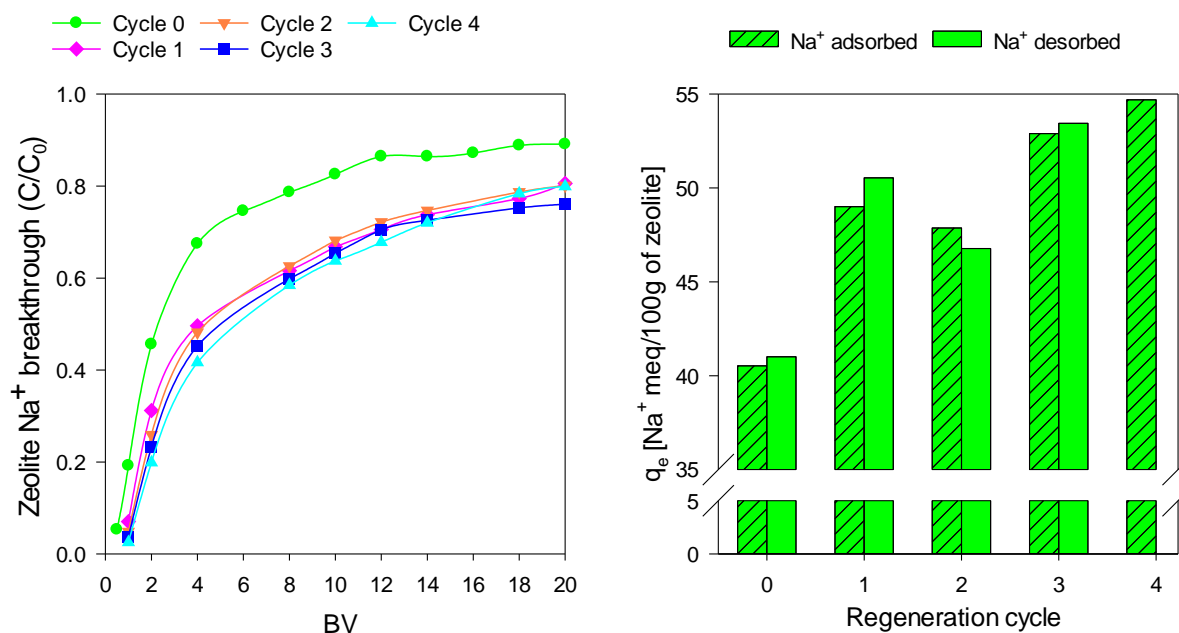 Cycle 0 Cycle 2 Cycle 4
Cycle 1 Cycle 3
Zeolite Na⁺ breakthrough (C/C₀)
1.0
0.8
0.6
0.4
0.2
0.0
0 2 4 6 8 10 12 14 16 18 20
BV
Na⁺ adsorbed Na⁺ desorbed
qₑ [Na⁺ meq/100g of zeolite]
55
50
45
40
35
5
0
0 1 2 3 4
Regeneration cycle